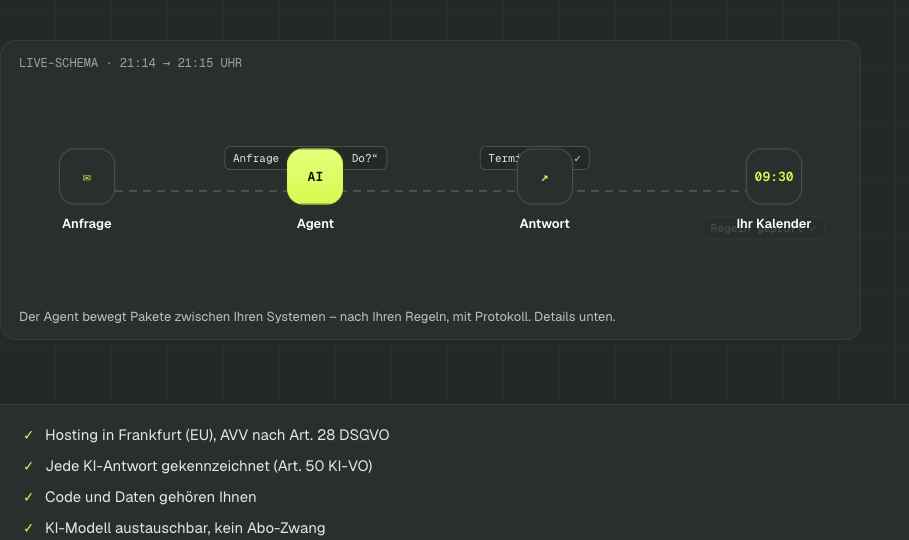 LIVE-SCHEMA · 21:14 → 21:15 UHR
Anfrage Do?“
AI
✓
↗
09:30
Anfrage
Agent
Antwort
Ihr Kalender
Der Agent bewegt Pakete zwischen Ihren Systemen – nach Ihren Regeln, mit Protokoll. Details unten.
✓ Hosting in Frankfurt (EU), AVV nach Art. 28 DSGVO
✓ Jede KI-Antwort gekennzeichnet (Art. 50 KI-VO)
✓ Code und Daten gehören Ihnen
✓ KI-Modell austauschbar, kein Abo-Zwang